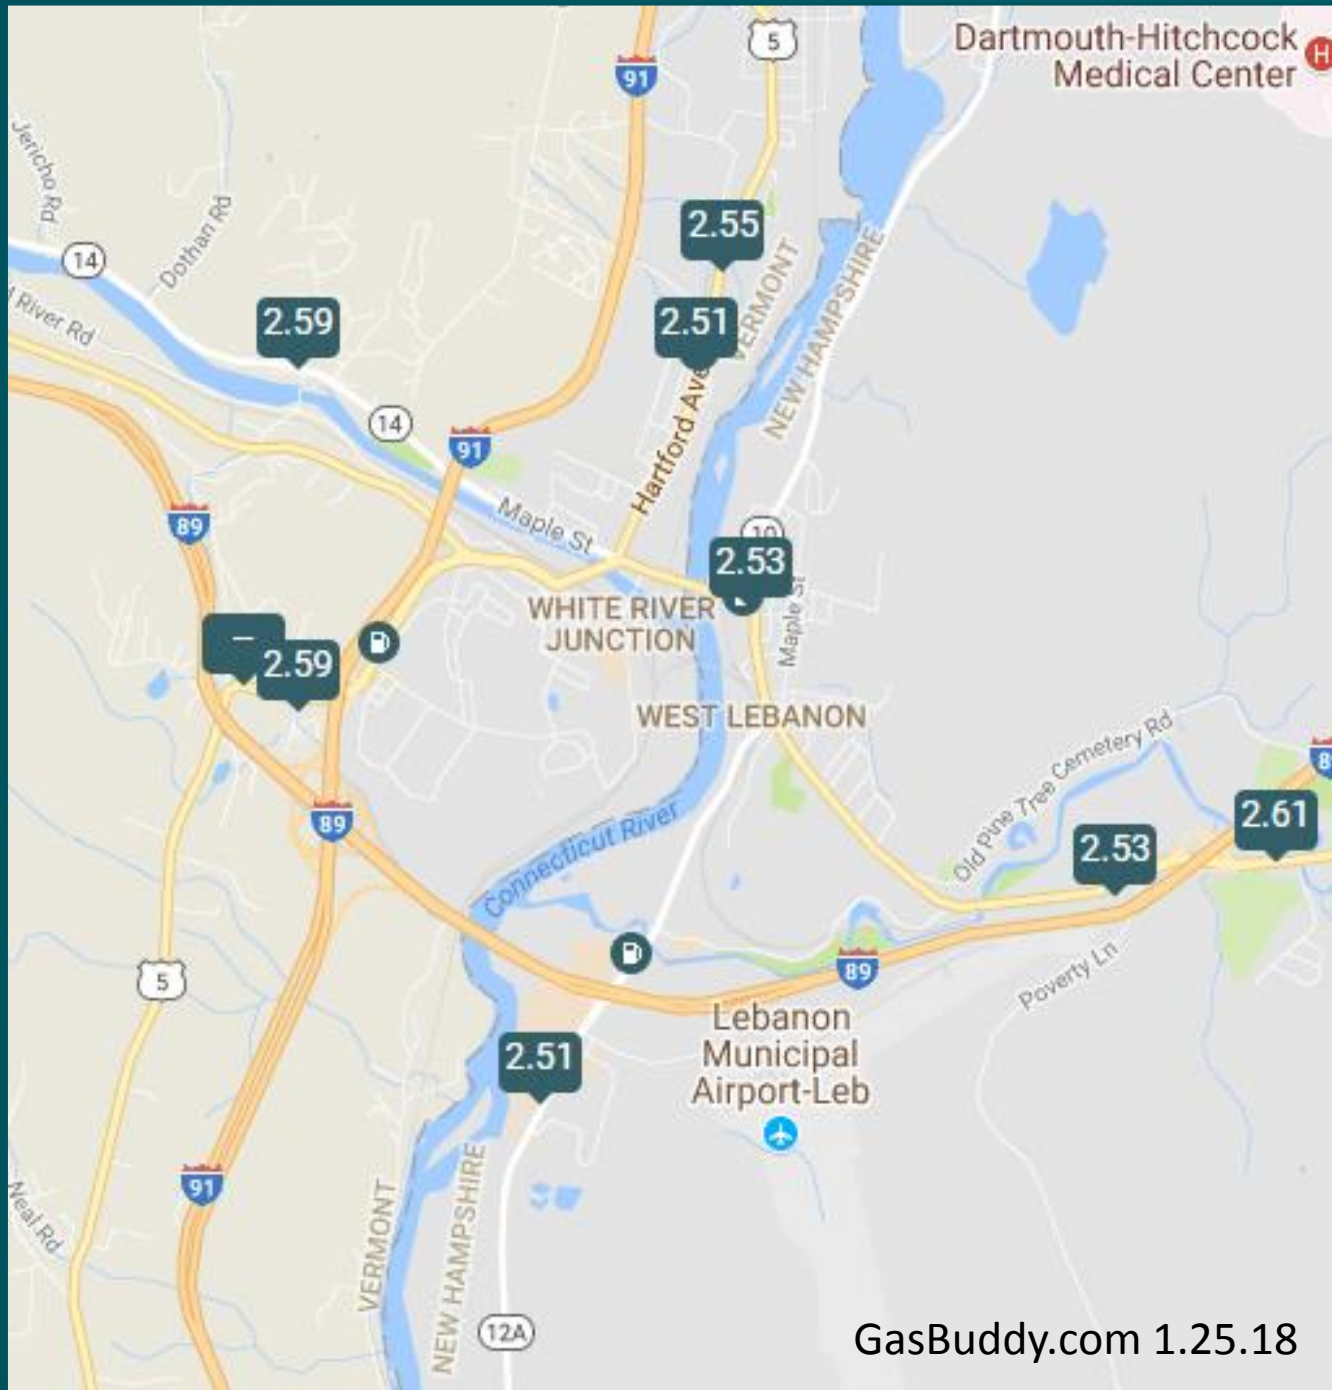 5
Dartmouth-Hitchcock
Medical Center
H
91
Jericho Rd
Dothan Rd
2.55
14
VERMONT
NEW HAMPSHIRE
River Rd
2.59
2.51
14
Hartford Ave
91
89
Maple St
10
2.53
Maple St
WHITE RIVER
JUNCTION
–
2.59
WEST LEBANON
Old Pine Tree Cemetery Rd
89
Connecticut River
2.61
2.53
5
89
Poverty Ln
Lebanon
Municipal
Airport-Leb
2.51
91
Neal Rd
VERMONT
NEW HAMPSHIRE
12A
GasBuddy.com 1.25.18